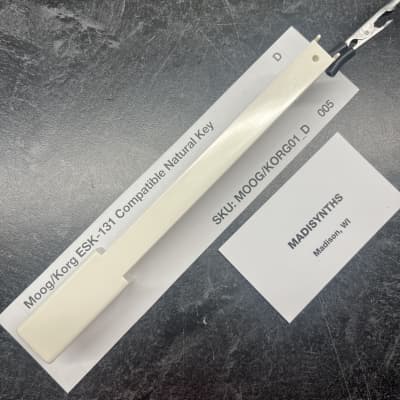 D
Moog/Korg ESK-131 Compatible Natural Key
SKU: MOOG/KORG01_D 005
MADISYNTHS
Madison, WI